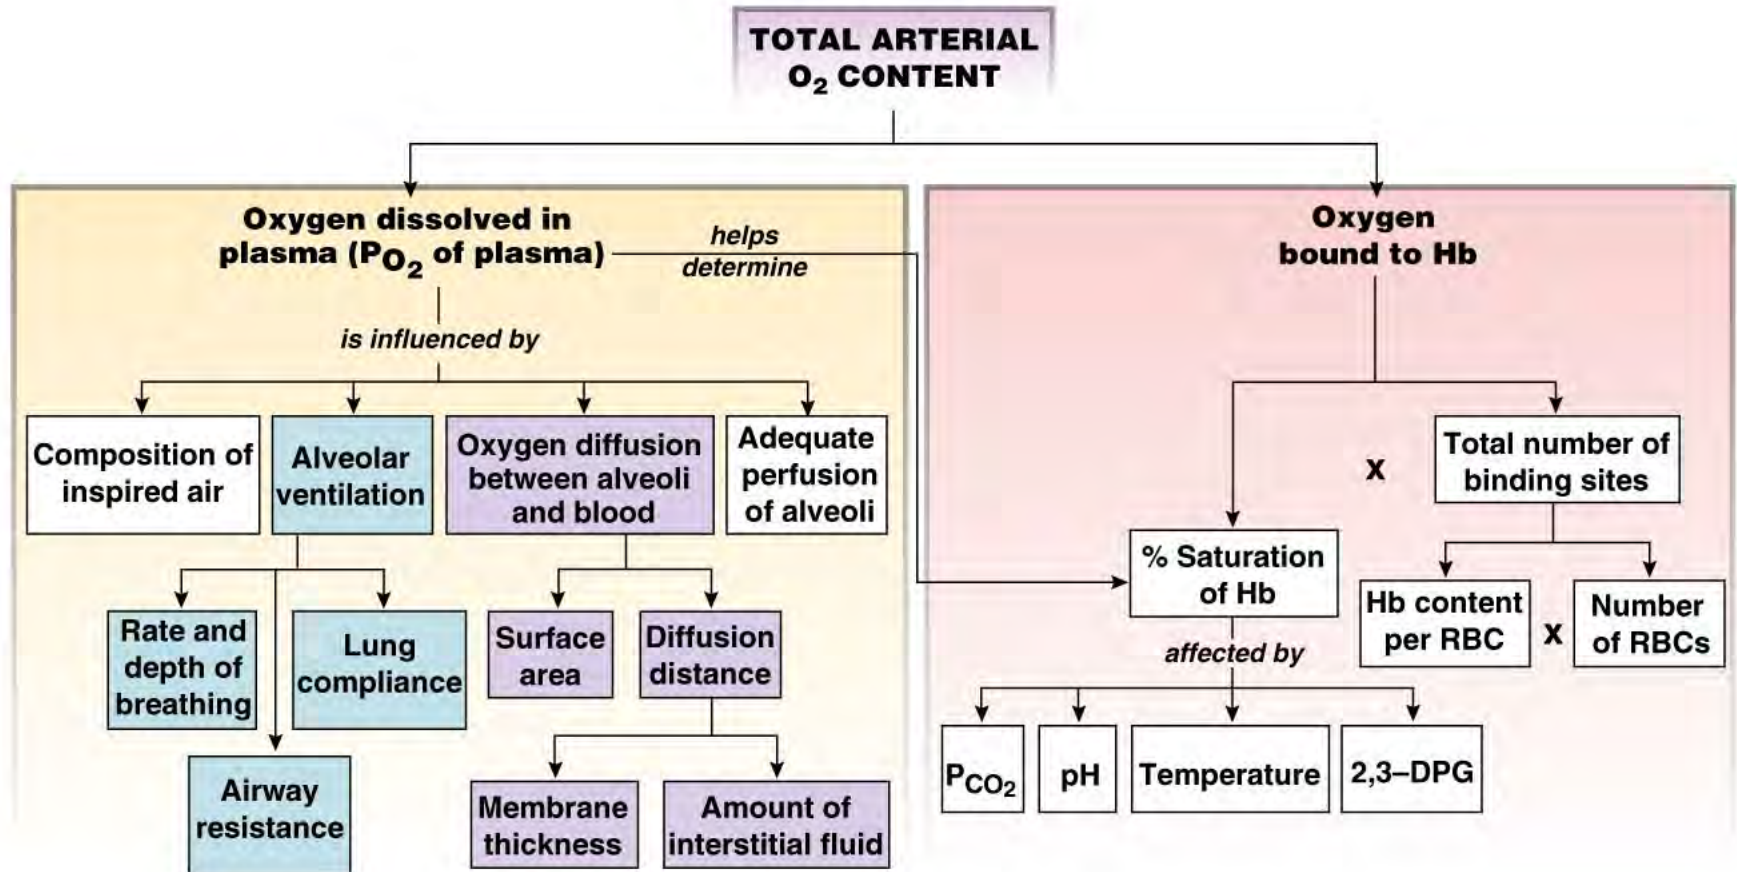 TOTAL ARTERIAL
O₂ CONTENT
Oxygen dissolved in
plasma (PO₂ of plasma)
helps
determine
is influenced by
Composition of
inspired air
Alveolar
ventilation
Oxygen diffusion
between alveoli
and blood
Adequate
perfusion
of alveoli
Rate and
depth of
breathing
Lung
compliance
Airway
resistance
Surface
area
Diffusion
distance
Membrane
thickness
Amount of
interstitial fluid
Oxygen
bound to Hb
X
Total number of
binding sites
% Saturation
of Hb
Hb content
per RBC
X
Number
of RBCs
affected by
PCO₂
pH
Temperature
2,3–DPG